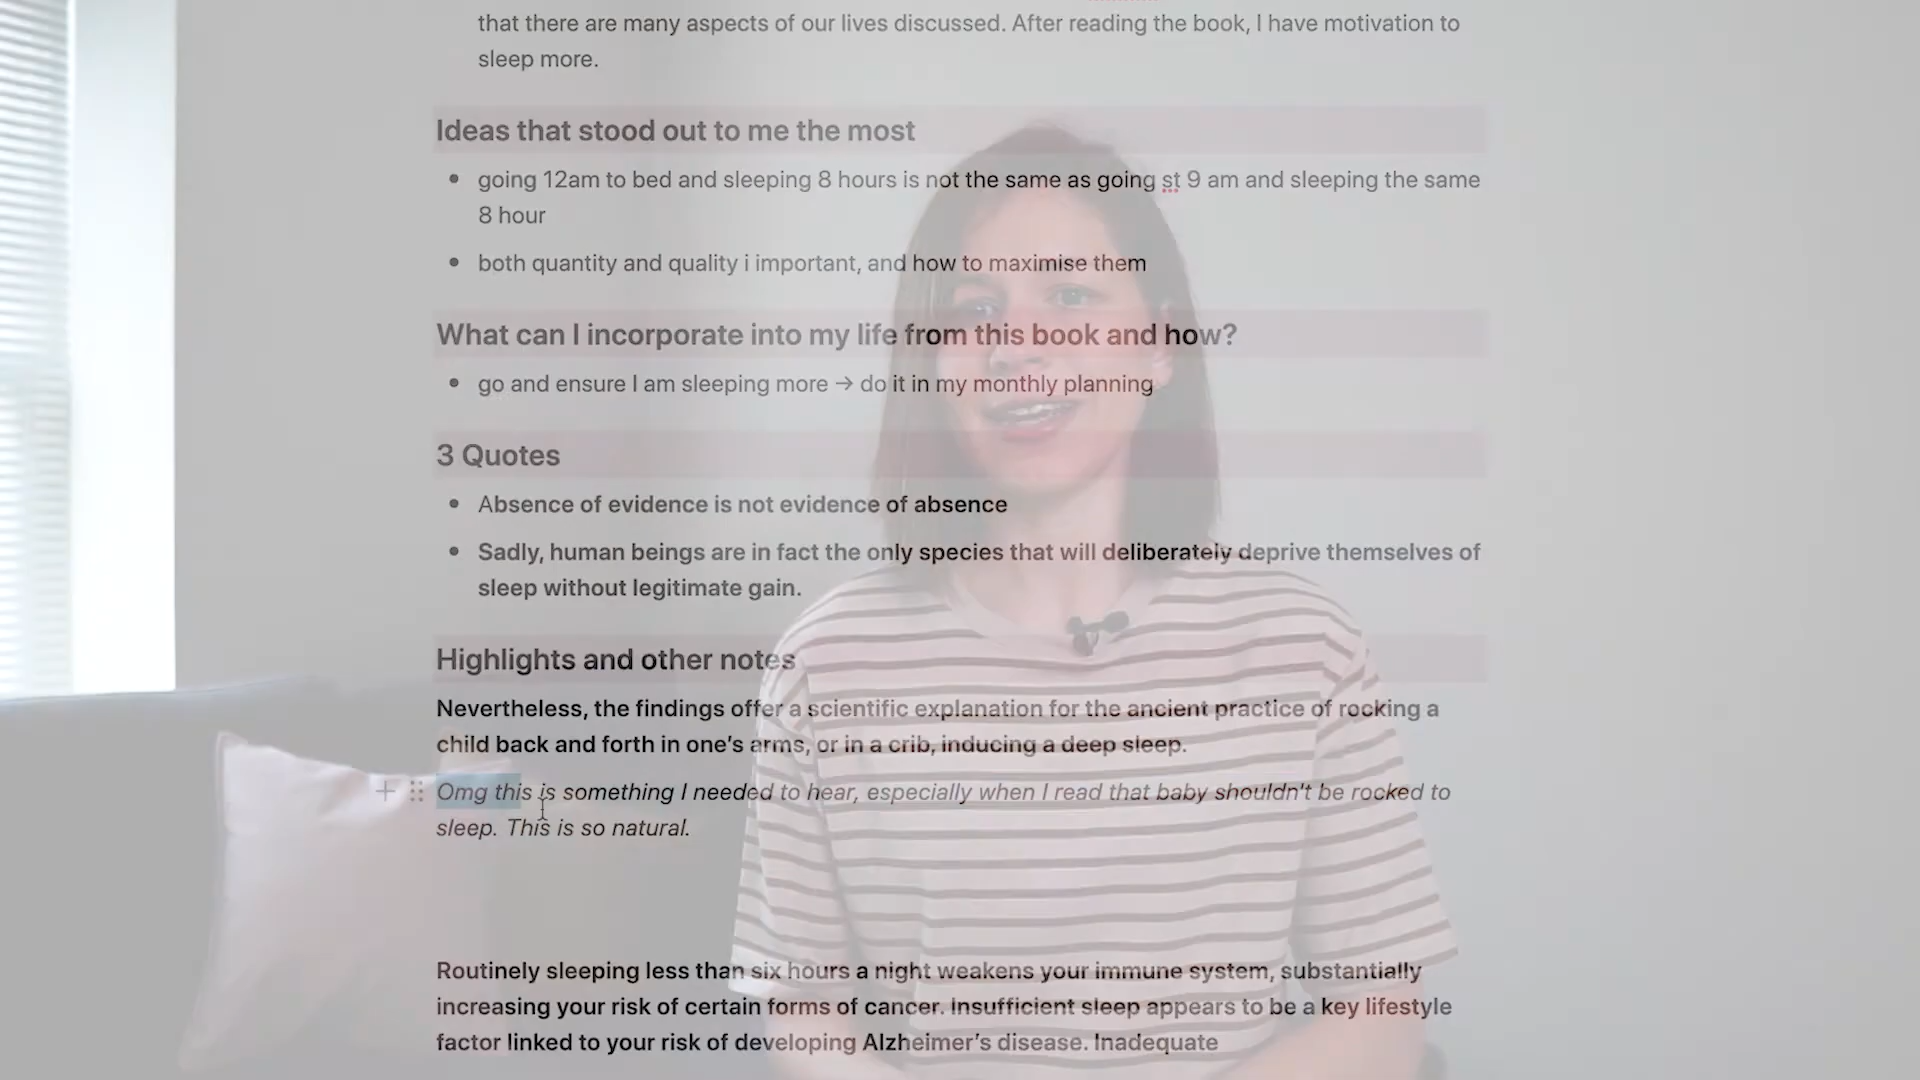 that there are many aspects of our lives discussed. After reading the book, I have motivation to
sleep more.
Ideas that stood out to me the most
going 12am to bed and sleeping 8 hours is not the same as going st 9 am and sleeping the same
8 hour
both quantity and quality i important, and how to maximise them
What can I incorporate into my life from this book and how?
go and ensure I am sleeping more → do it in my monthly planning
3 Quotes
Absence of evidence is not evidence of absence
Sadly, human beings are in fact the only species that will deliberately deprive themselves of
sleep without legitimate gain.
Highlights and other notes
Nevertheless, the findings offer a scientific explanation for the ancient practice of rocking a
child back and forth in one's arms, or in a crib, inducing a deep sleep.
Omg this is something I needed to hear, especially when I read that baby shouldn't be rocked to
sleep. This is so natural.
Routinely sleeping less than six hours a night weakens your immune system, substantially
increasing your risk of certain forms of cancer. Insufficient sleep appears to be a key lifestyle
factor linked to your risk of developing Alzheimer's disease. Inadequate